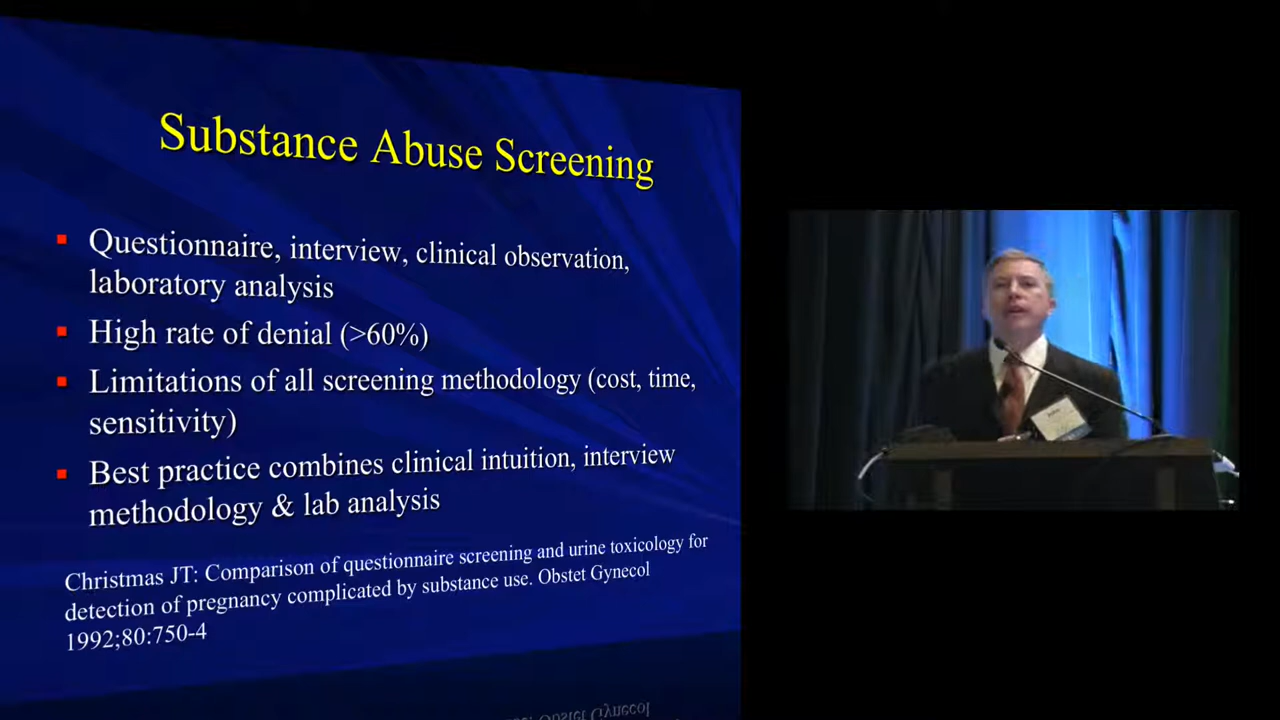 Substance Abuse Screening
Questionnaire, interview, clinical observation,
laboratory analysis
High rate of denial (>60%)
Limitations of all screening methodology (cost, time,
sensitivity)
Best practice combines clinical intuition, interview
methodology & lab analysis
Christmas JT: Comparison of questionnaire screening and urine toxicology for
detection of pregnancy complicated by substance use. Obstet Gynecol
1992;80:750-4
Obstet Gynecol